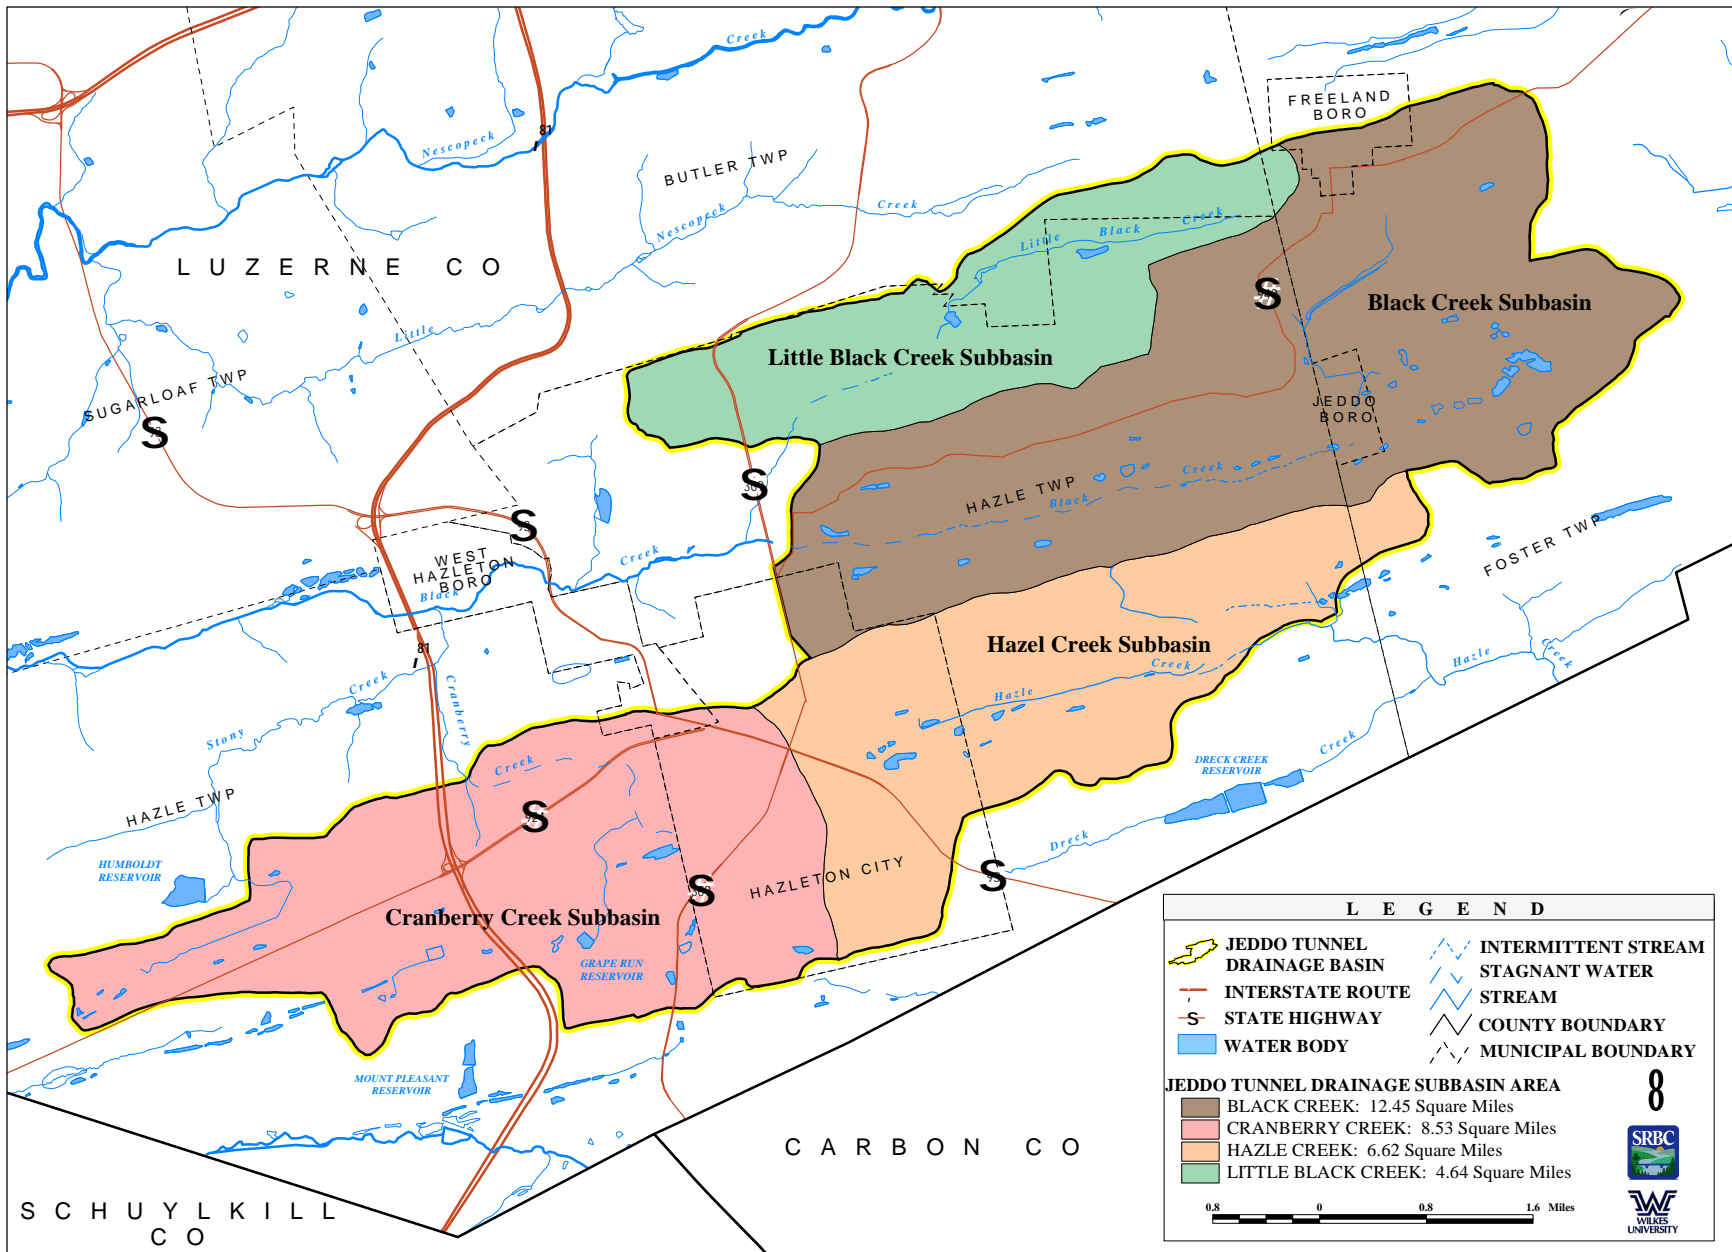 Creek
FREELAND
BORO
81
Nescopeck
BUTLER TWP
Creek
Nescopeck
Little Black Creek
LUZERNE CO
S
Black Creek Subbasin
Little
Little Black Creek Subbasin
SUGARLOAF TWP
S
93
JEDDO
BORO
S
309
HAZLE TWP
Black
Creek
S
93
WEST
HAZLETON
BORO
Black
Creek
FOSTER TWP
81
Hazel Creek Subbasin
Creek
Hazle
Creek
Stony
Creek
Cranberry
Hazle
Creek
DRECK CREEK
RESERVOIR
Creek
HAZLE TWP
S
924
Dreck
HUMBOLDT
RESERVOIR
S
309
HAZLETON CITY
S
93
Cranberry Creek Subbasin
GRAPE RUN
RESERVOIR
MOUNT PLEASANT
RESERVOIR
CARBON CO
SCHUYLKILL
CO
LEGEND
JEDDO TUNNEL
DRAINAGE BASIN
INTERSTATE ROUTE
S STATE HIGHWAY
WATER BODY
INTERMITTENT STREAM
STAGNANT WATER
STREAM
COUNTY BOUNDARY
MUNICIPAL BOUNDARY
JEDDO TUNNEL DRAINAGE SUBBASIN AREA
BLACK CREEK: 12.45 Square Miles
CRANBERRY CREEK: 8.53 Square Miles
HAZLE CREEK: 6.62 Square Miles
LITTLE BLACK CREEK: 4.64 Square Miles
0.8 0 0.8 1.6 Miles
8
SRBC
W
WILKES
UNIVERSITY